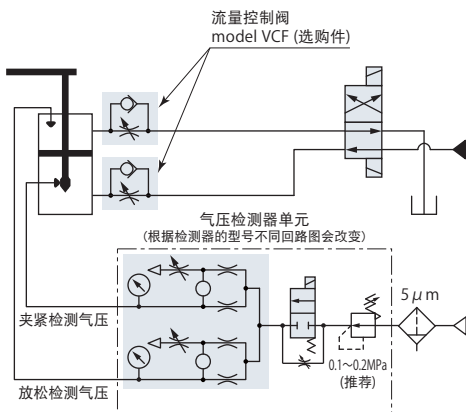 流量控制阀
model VCF (选购件)
气压检测器单元
(根据检测器的型号不同回路图会改变)
5μm
夹紧检测气压
0.1～0.2MPa
(推荐)
放松检测气压